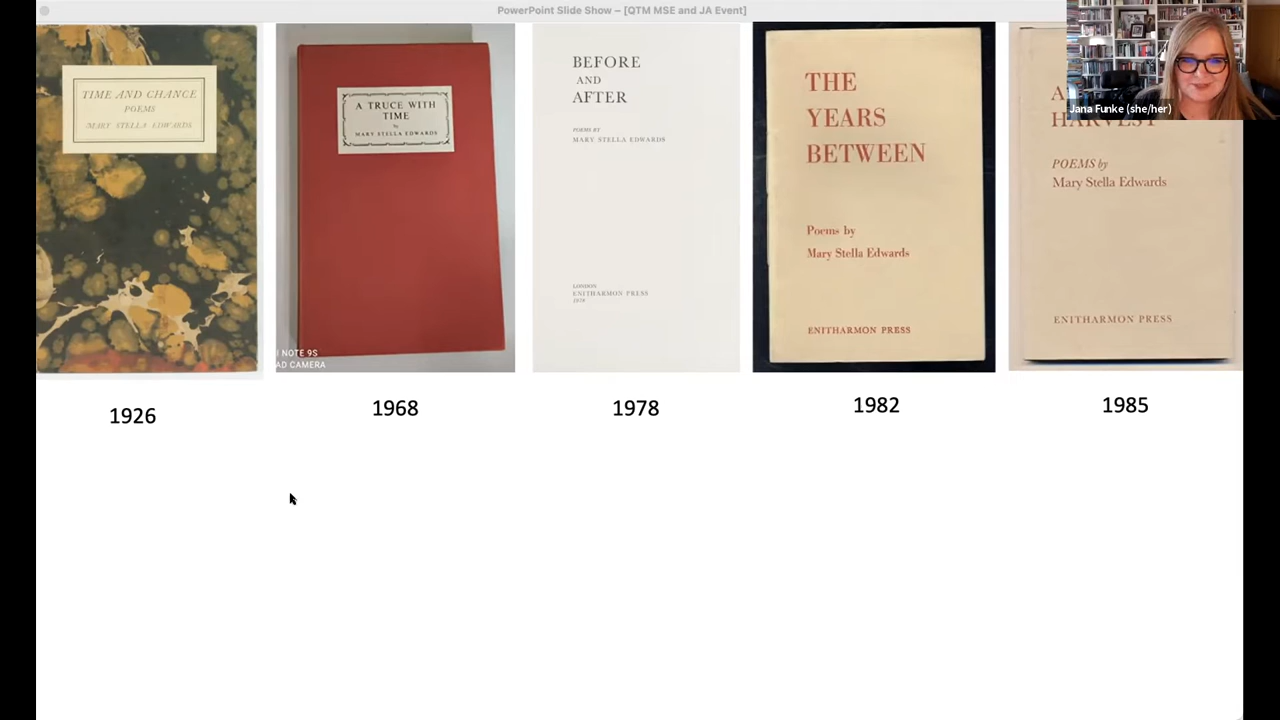 PowerPoint Slide Show – [QTM MSE and JA Event]
TIME AND CHANCE
POEMS
MARY STELLA EDWARDS
A TRUCE WITH
TIME
by
MARY STELLA EDWARDS
I NOTE 9S
AD CAMERA
BEFORE
AND
AFTER
POEMS BY
MARY STELLA EDWARDS
LONDON
ENITHARMON PRESS
1978
THE
YEARS
BETWEEN
Poems by
Mary Stella Edwards
ENITHARMON PRESS
Jana Funke (she/her)
A
HARVEST
POEMS by
Mary Stella Edwards
ENITHARMON PRESS
1926
1968
1978
1982
1985